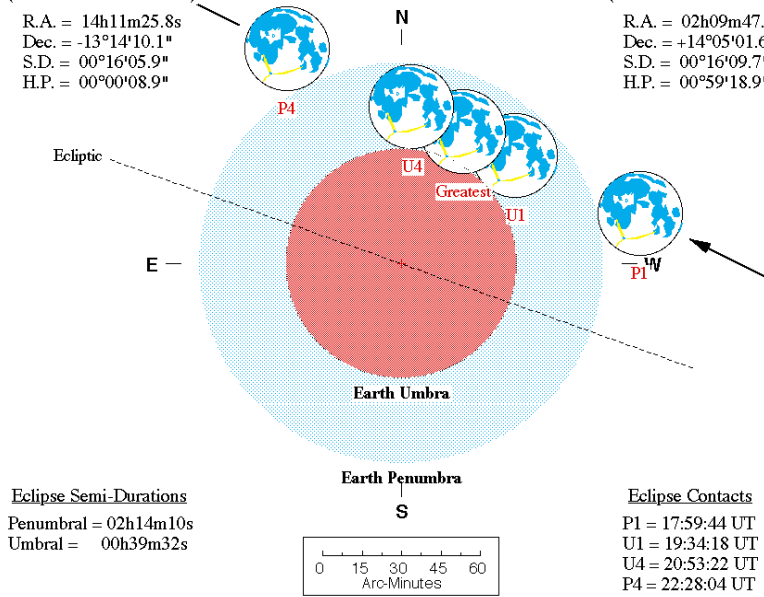 R.A. = 14h11m25.8s
Dec. = -13°14'10.1"
S.D. = 00°16'05.9"
H.P. = 00°00'08.9"
N
R.A. = 02h09m47.
Dec. = +14°05'01.6
S.D. = 00°16'09.7"
H.P. = 00°59'18.9"
P4
Ecliptic
U4
Greatest
U1
E
W
P1
Earth Umbra
Earth Penumbra
S
Eclipse Semi-Durations
Penumbral = 02h14m10s
Umbral = 00h39m32s
Eclipse Contacts
P1 = 17:59:44 UT
U1 = 19:34:18 UT
U4 = 20:53:22 UT
P4 = 22:28:04 UT
0 15 30 45 60
Arc-Minutes